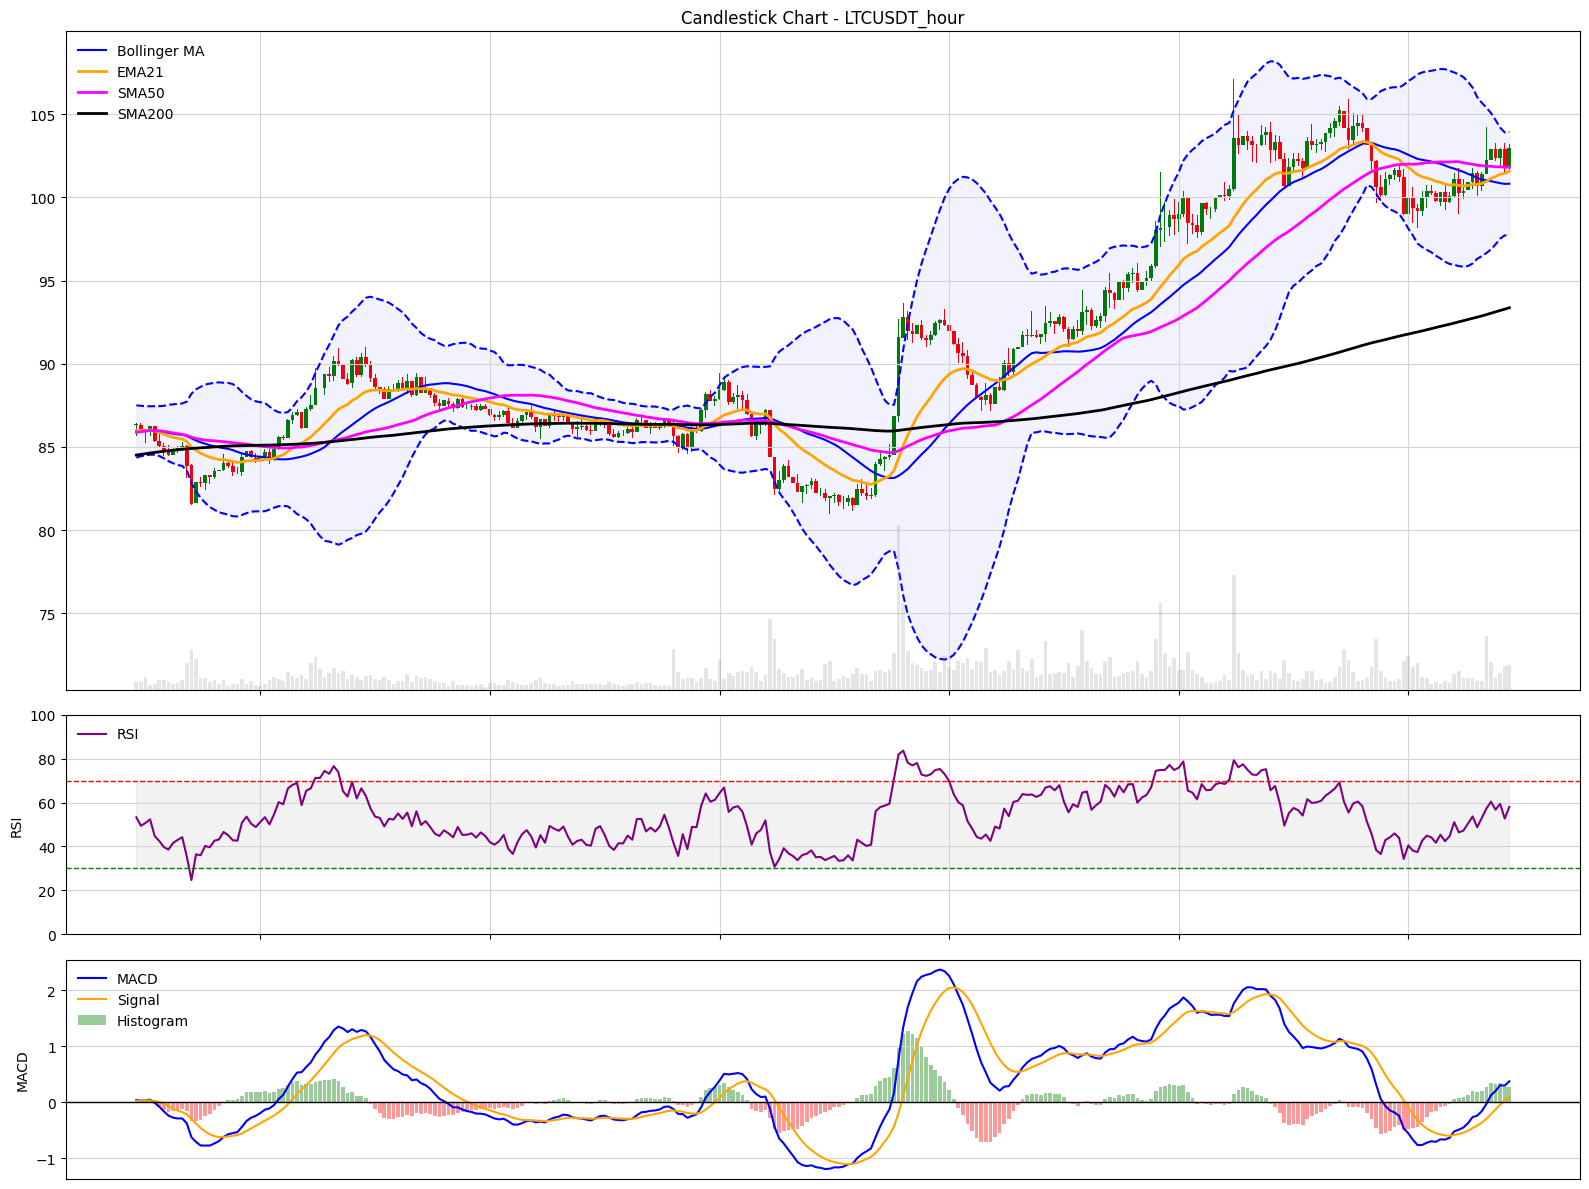 Candlestick Chart - LTCUSDT_hour
Bollinger MA
EMA21
SMA50
SMA200
105
100
95
90
85
80
75
RSI
100
80
60
40
20
0
RSI
MACD
Signal
Histogram
2
1
0
−1
MACD